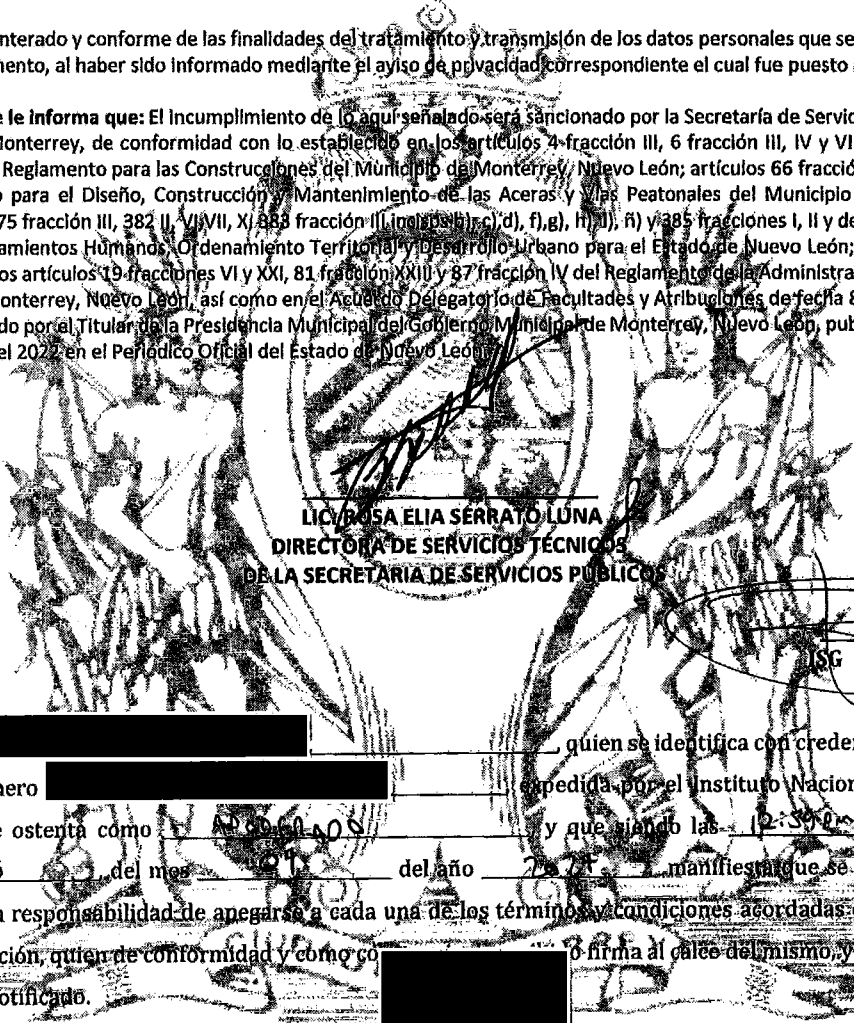 nterado y conforme de las finalidades del tratamiento y transmisión de los datos personales que se
mento, al haber sido informado mediante el aviso de privacidad correspondiente el cual fue puesto
e le informa que: El incumplimiento de lo aquí señalado será sancionado por la Secretaría de Servic
Monterrey, de conformidad con lo establecido en los artículos 4 fracción III, 6 fracción III, IV y VI
Reglamento para las Construcciones del Municipio de Monterrey, Nuevo León; artículos 66 fracció
o para el Diseño, Construcción y Mantenimiento de las Aceras y Vías Peatonales del Municipio
75 fracción III, 382 II, VI, VII, X, 383 fracción III incisos b), c), d), f), g), h), ñ) y 385 fracciones I, II y de
amientos Humanos, Ordenamiento Territorial y Desarrollo Urbano para el Estado de Nuevo León;
os artículos 19 fracciones VI y XXI, 81 fracción XXIII y 87 fracción IV del Reglamento de la Administra
onterrey, Nuevo León, así como en el Acuerdo Delegatorio de Facultades y Atribuciones de fecha 8
do por el Titular de la Presidencia Municipal del Gobierno Municipal de Monterrey, Nuevo León, pub
el 2022 en el Periódico Oficial del Estado de Nuevo León.
LIC. ROSA ELIA SERRATO LUNA
DIRECTORA DE SERVICIOS TÉCNICOS
DE LA SECRETARIA DE SERVICIOS PÚBLICOS
JSG
, quien se identifica con creder
nero , expedida por el Instituto Nacion
e ostenta como y que siendo las 12:39
, del mes 09 del año manifiesta que se
a responsabilidad de apegarse a cada una de los términos y condiciones acordadas
ción, quien de conformidad y como co o firma al calce del mismo, y
otificado.